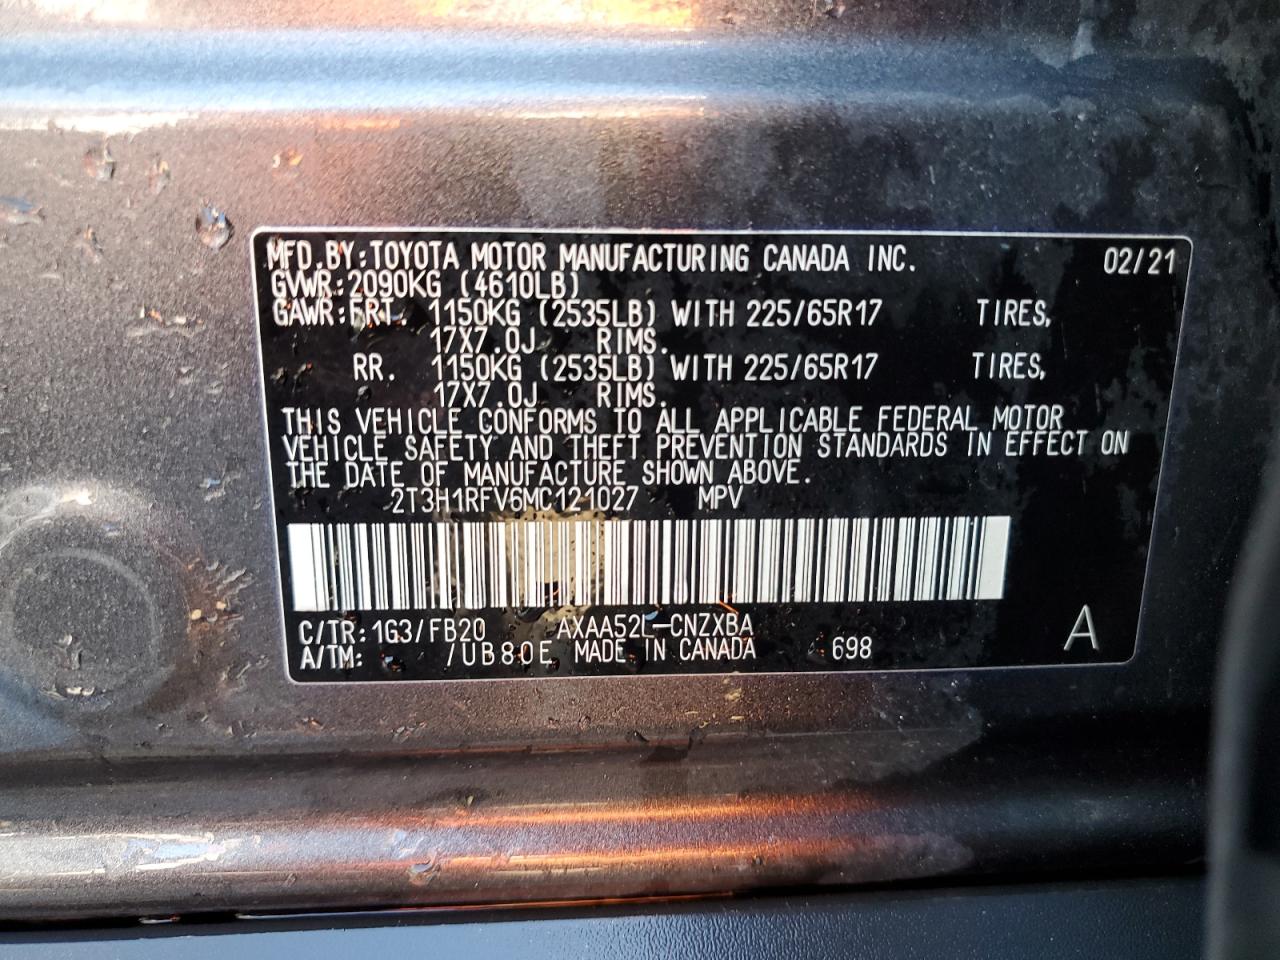 MFD.BY:TOYOTA MOTOR MANUFACTURING CANADA INC. 02/21
GVWR:2090KG (4610LB)
GAWR:FRT. 1150KG (2535LB) WITH 225/65R17 TIRES,
17X7.0J RIMS.
RR. 1150KG (2535LB) WITH 225/65R17 TIRES,
17X7.0J RIMS.
THIS VEHICLE CONFORMS TO ALL APPLICABLE FEDERAL MOTOR
VEHICLE SAFETY AND THEFT PREVENTION STANDARDS IN EFFECT ON
THE DATE OF MANUFACTURE SHOWN ABOVE.
2T3H1RFV6MC121027 MPV
C/TR:1G3/FB20 AXAA52L-CNZXBA
A/TM: /UB80E MADE IN CANADA 698 A